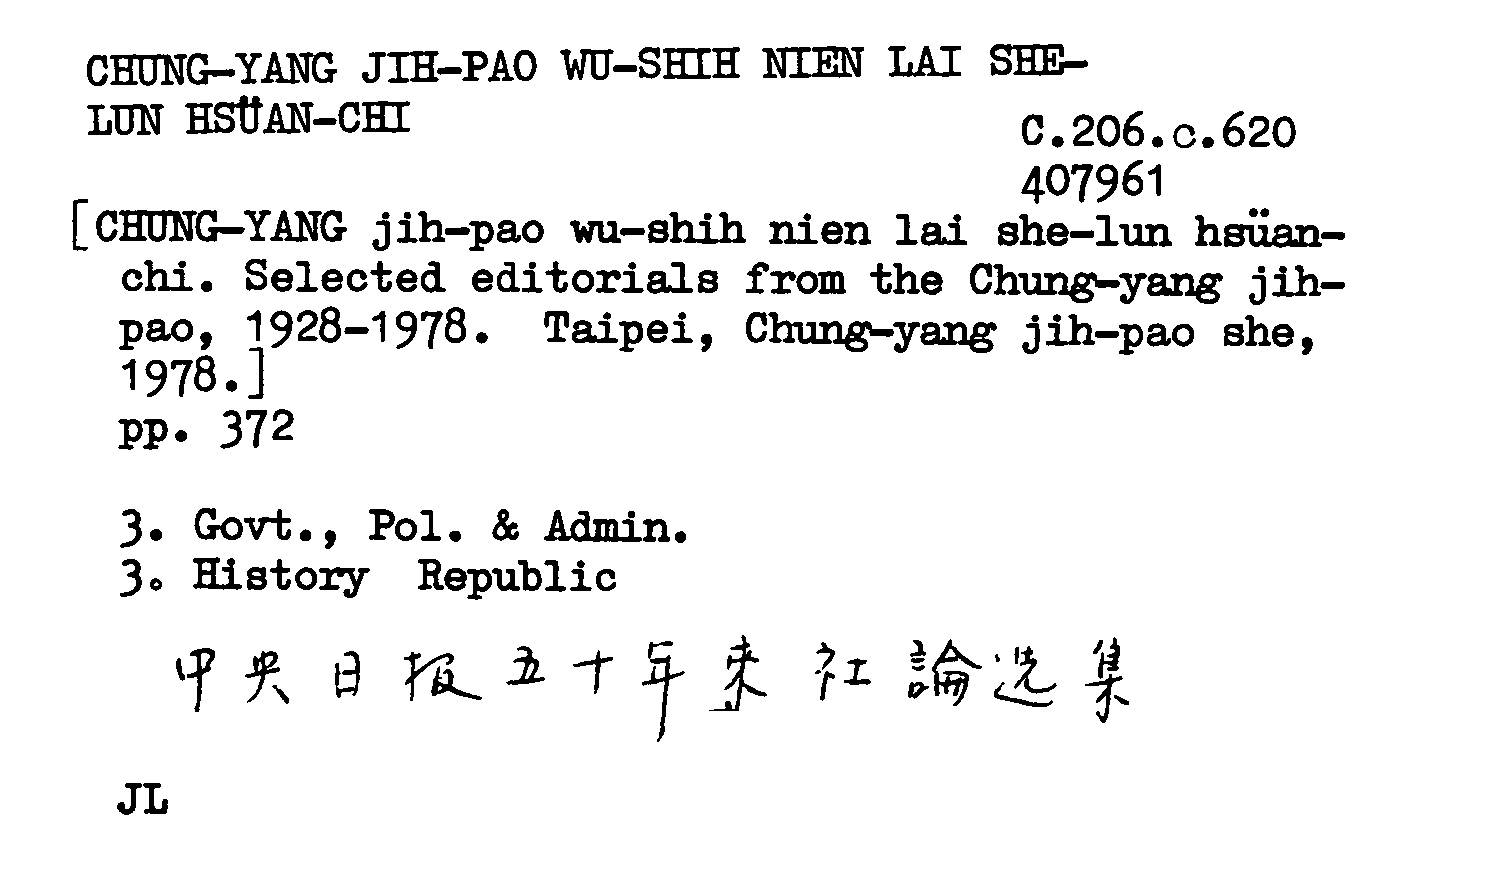 CHUNG-YANG JIH-PAO WU-SHIH NIEN LAI SHE-
LUN HSÜAN-CHI
C.206.c.620
407961
[CHUNG-YANG jih-pao wu-shih nien lai she-lun hsüan-
chi. Selected editorials from the Chung-yang jih-
pao, 1928-1978. Taipei, Chung-yang jih-pao she,
1978.]
pp. 372
3. Govt., Pol. & Admin.
3. History Republic
中央日报五十年来社論选集
JL